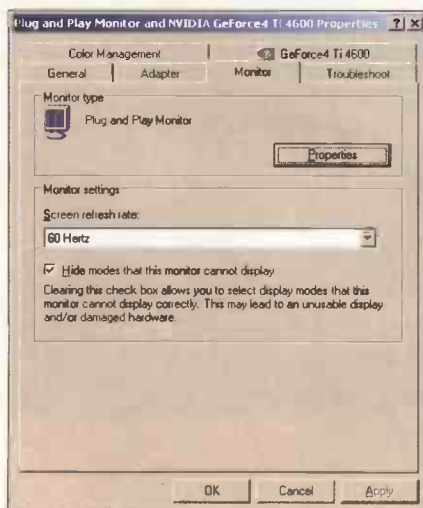 Plug and Play Monitor and NVIDIA GeForce4 Ti 4600 Properties ? X
Color Management GeForce4 Ti 4600
General Adapter Monitor Troubleshoot
Monitor type
Plug and Play Monitor
Properties
Monitor settings
Screen refresh rate:
60 Hertz
Hide modes that this monitor cannot display
Clearing this check box allows you to select display modes that this
monitor cannot display correctly. This may lead to an unusable display
and/or damaged hardware.
OK Cancel Apply